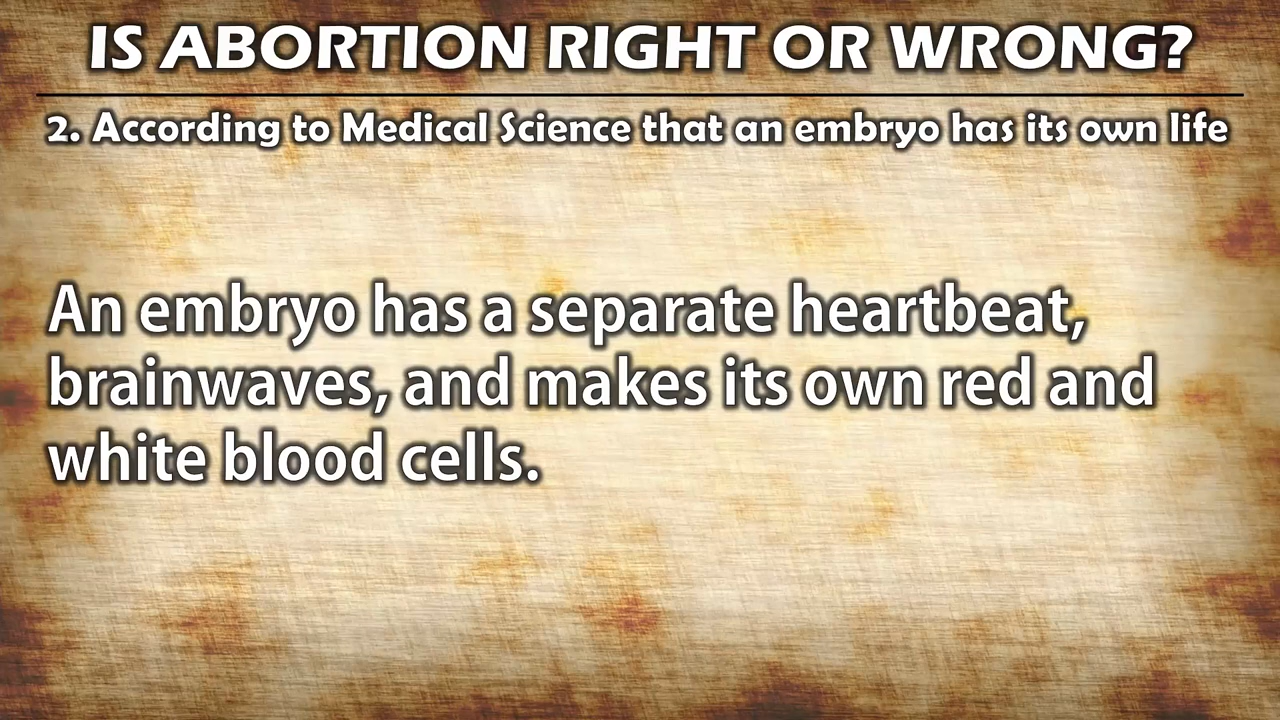 IS ABORTION RIGHT OR WRONG?
2. According to Medical Science that an embryo has its own life
An embryo has a separate heartbeat,
brainwaves, and makes its own red and
white blood cells.